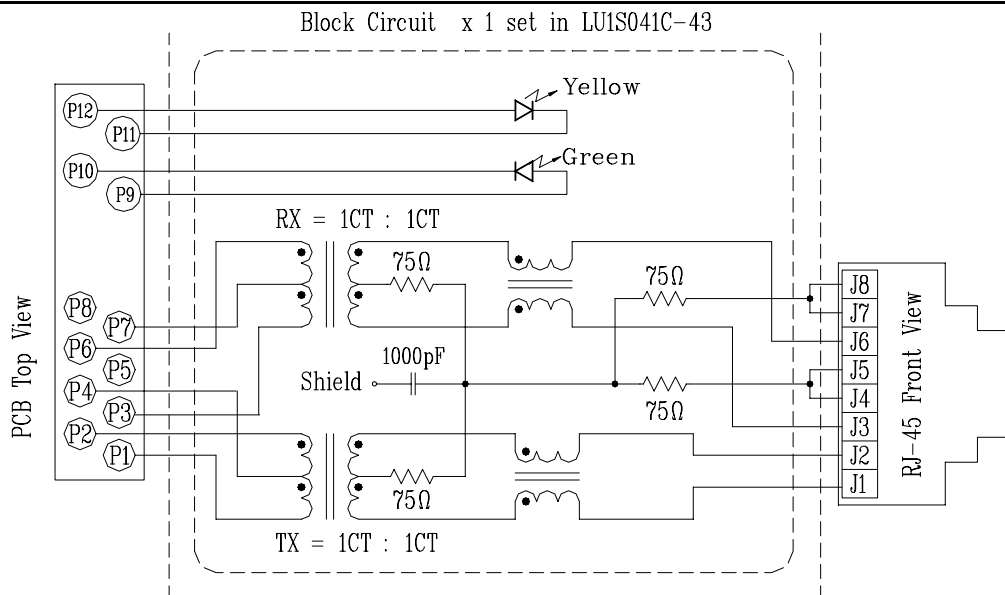 Block Circuit x 1 set in LU1S041C-43
Yellow
P12
P11
Green
P10
P9
RX = 1CT : 1CT
75Ω
75Ω
P8
P7
P6
P5
P4
P3
P2
P1
PCB Top View
1000pF
Shield
75Ω
75Ω
TX = 1CT : 1CT
J8
J7
J6
J5
J4
J3
J2
J1
RJ-45 Front View